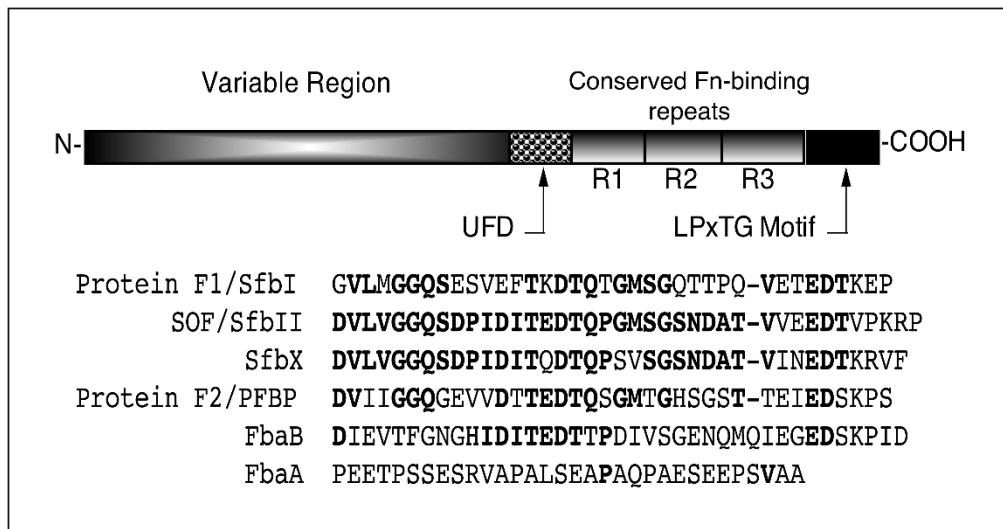 Variable Region
Conserved Fn-binding
repeats
N-
-COOH
R1 R2 R3
UFD
LPxTG Motif
Protein F1/SfbI GVLMGGQSESVEFTKDTQTGMSGQTTPQ-VETEDTKEP
SOF/SfbII DVLVGGQSDPIDITEDTQPGMSGSNDAT-VVEEDTVPKRP
SfbX DVLVGGQSDPIDITQDTQPSVSGSNDAT-VINEDTKRVF
Protein F2/PFBP DVIIGGQGEVVDTTEDTQSGMTGHSGST-TEIEDSKPS
FbaB DIEVTFGNGHIDITEDTTPDIVSGENQMQIEGEDSKPID
FbaA PEETPSSESRVAPALSEAPAQPAESEEPSVAA